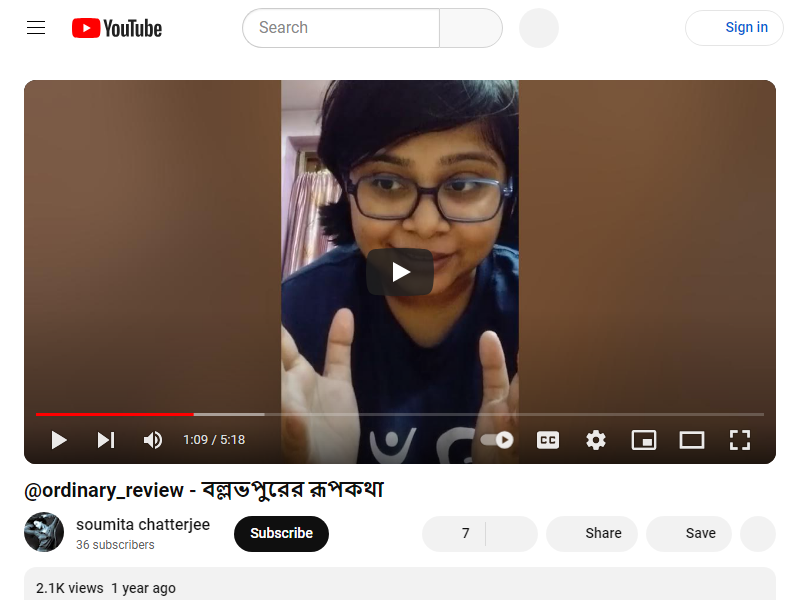 YouTube
Search
Sign in
1:09 / 5:18
CC
@ordinary_review - বল্লভপুরের রূপকথা
soumita chatterjee
36 subscribers
Subscribe
7
Share
Save
2.1K views 1 year ago